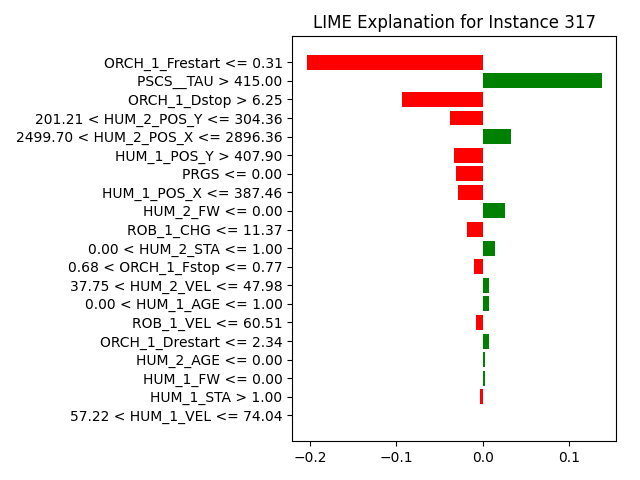 LIME Explanation for Instance 317
ORCH_1_Frestart <= 0.31
PSCS__TAU > 415.00
ORCH_1_Dstop > 6.25
201.21 < HUM_2_POS_Y <= 304.36
2499.70 < HUM_2_POS_X <= 2896.36
HUM_1_POS_Y > 407.90
PRGS <= 0.00
HUM_1_POS_X <= 387.46
HUM_2_FW <= 0.00
ROB_1_CHG <= 11.37
0.00 < HUM_2_STA <= 1.00
0.68 < ORCH_1_Fstop <= 0.77
37.75 < HUM_2_VEL <= 47.98
0.00 < HUM_1_AGE <= 1.00
ROB_1_VEL <= 60.51
ORCH_1_Drestart <= 2.34
HUM_2_AGE <= 0.00
HUM_1_FW <= 0.00
HUM_1_STA > 1.00
57.22 < HUM_1_VEL <= 74.04
−0.2 −0.1 0.0 0.1